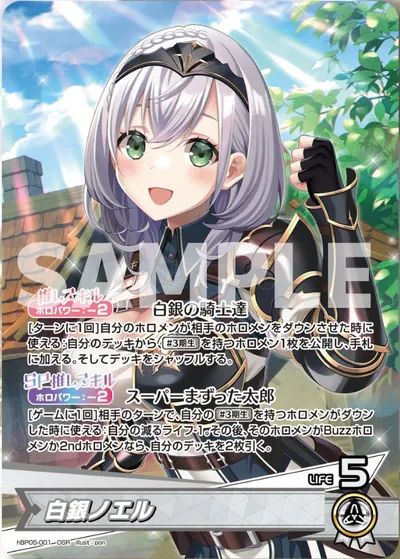 SAMPLE
推しスキル
ホロパワー：－2
白銀の騎士達
[ターンに1回]自分のホロメンが相手のホロメンをダウンさせた時に
使える：自分のデッキから、#3期生を持つホロメン1枚を公開し、手札
に加える。そしてデッキをシャッフルする。
SP推しスキル
ホロパワー：－2
スーパーまずった太郎
[ゲームに1回]相手のターンで、自分の#3期生を持つホロメンがダウン
した時に使える：自分の減るライフ-1。その後、そのホロメンがBuzzホロ
メンか2ndホロメンなら、自分のデッキを2枚引く。
LIFE 5
白銀ノエル
hBP05-001 OSR illust pon